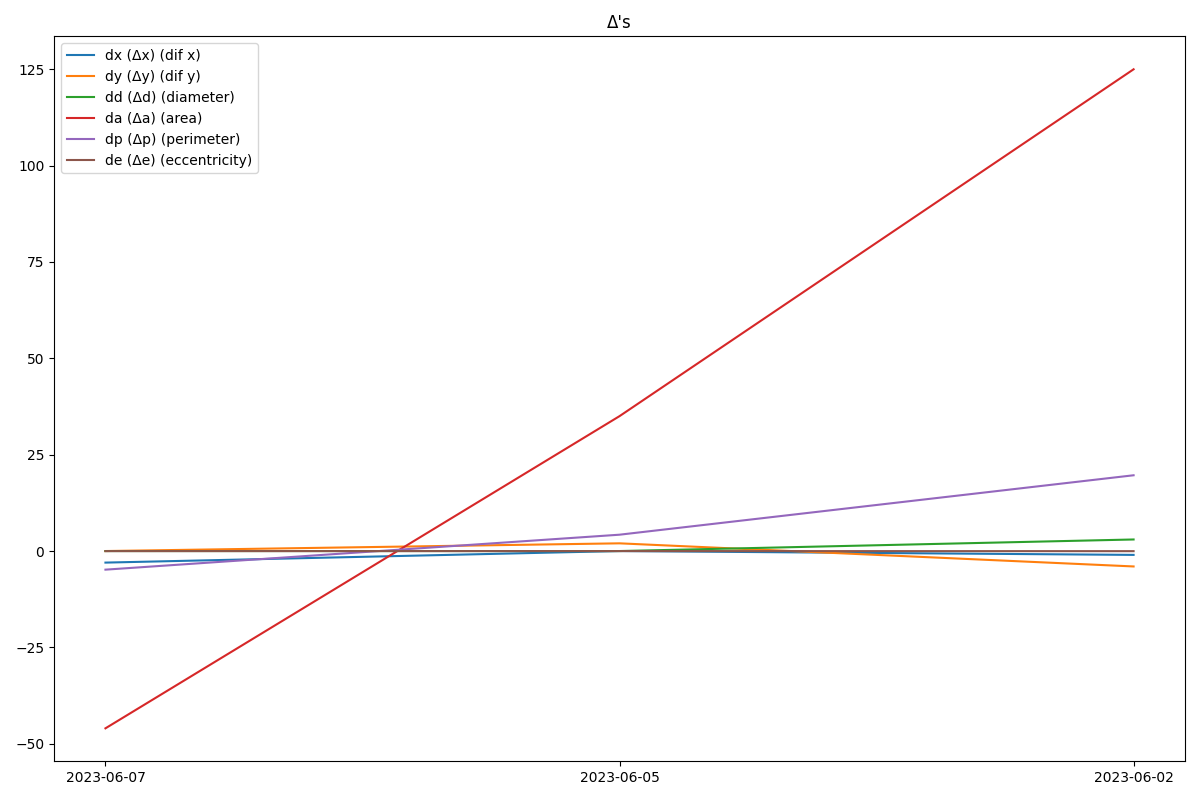 Δ's
dx (Δx) (dif x)
dy (Δy) (dif y)
dd (Δd) (diameter)
da (Δa) (area)
dp (Δp) (perimeter)
de (Δe) (eccentricity)
125
100
75
50
25
0
−25
−50
2023-06-07 2023-06-05 2023-06-02